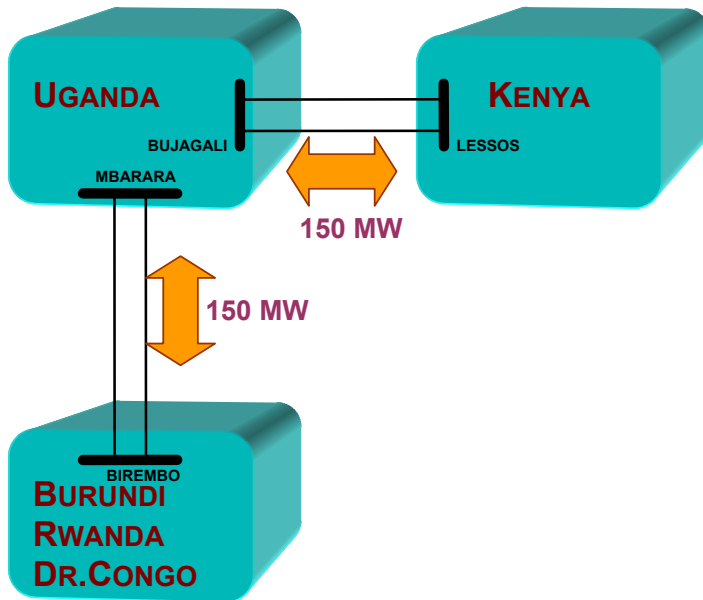 UGANDA
KENYA
BUJAGALI
LESSOS
MBARARA
150 MW
150 MW
BIREMBO
BURUNDI
RWANDA
DR.CONGO